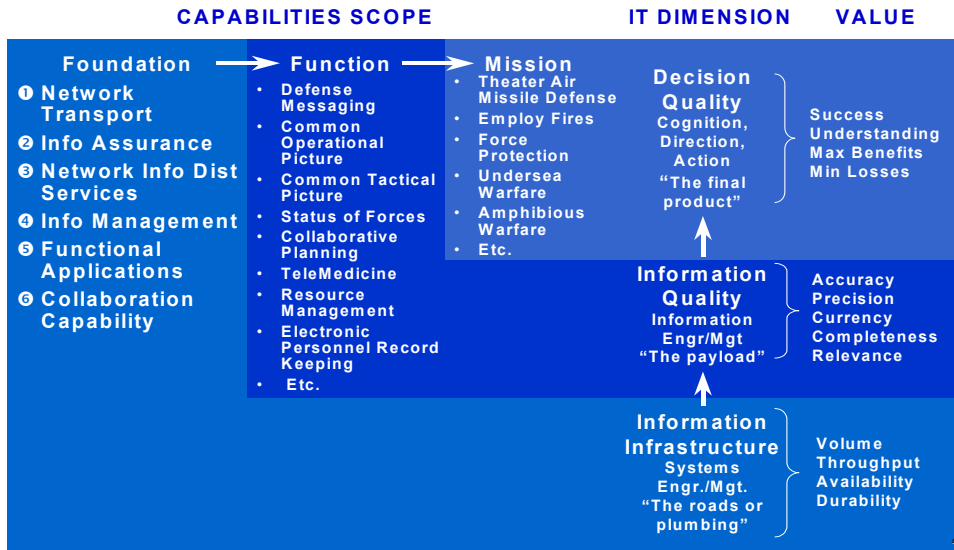 CAPABILITIES SCOPE
IT DIMENSION
VALUE
Foundation
❶ Network
Transport
❷ Info Assurance
❸ Network Info Dist
Services
❹ Info Management
❺ Functional
Applications
❻ Collaboration
Capability
Function
• Defense
Messaging
• Common
Operational
Picture
• Common Tactical
Picture
• Status of Forces
• Collaborative
Planning
• TeleMedicine
• Resource
Management
• Electronic
Personnel Record
Keeping
• Etc.
Mission
• Theater Air
Missile Defense
• Employ Fires
• Force
Protection
• Undersea
Warfare
• Amphibious
Warfare
• Etc.
Decision
Quality
Cognition,
Direction,
Action
“The final
product”
Success
Understanding
Max Benefits
Min Losses
Information
Quality
Information
Engr/Mgt
“The payload”
Accuracy
Precision
Currency
Completeness
Relevance
Information
Infrastructure
Systems
Engr./Mgt.
“The roads or
plumbing”
Volume
Throughput
Availability
Durability